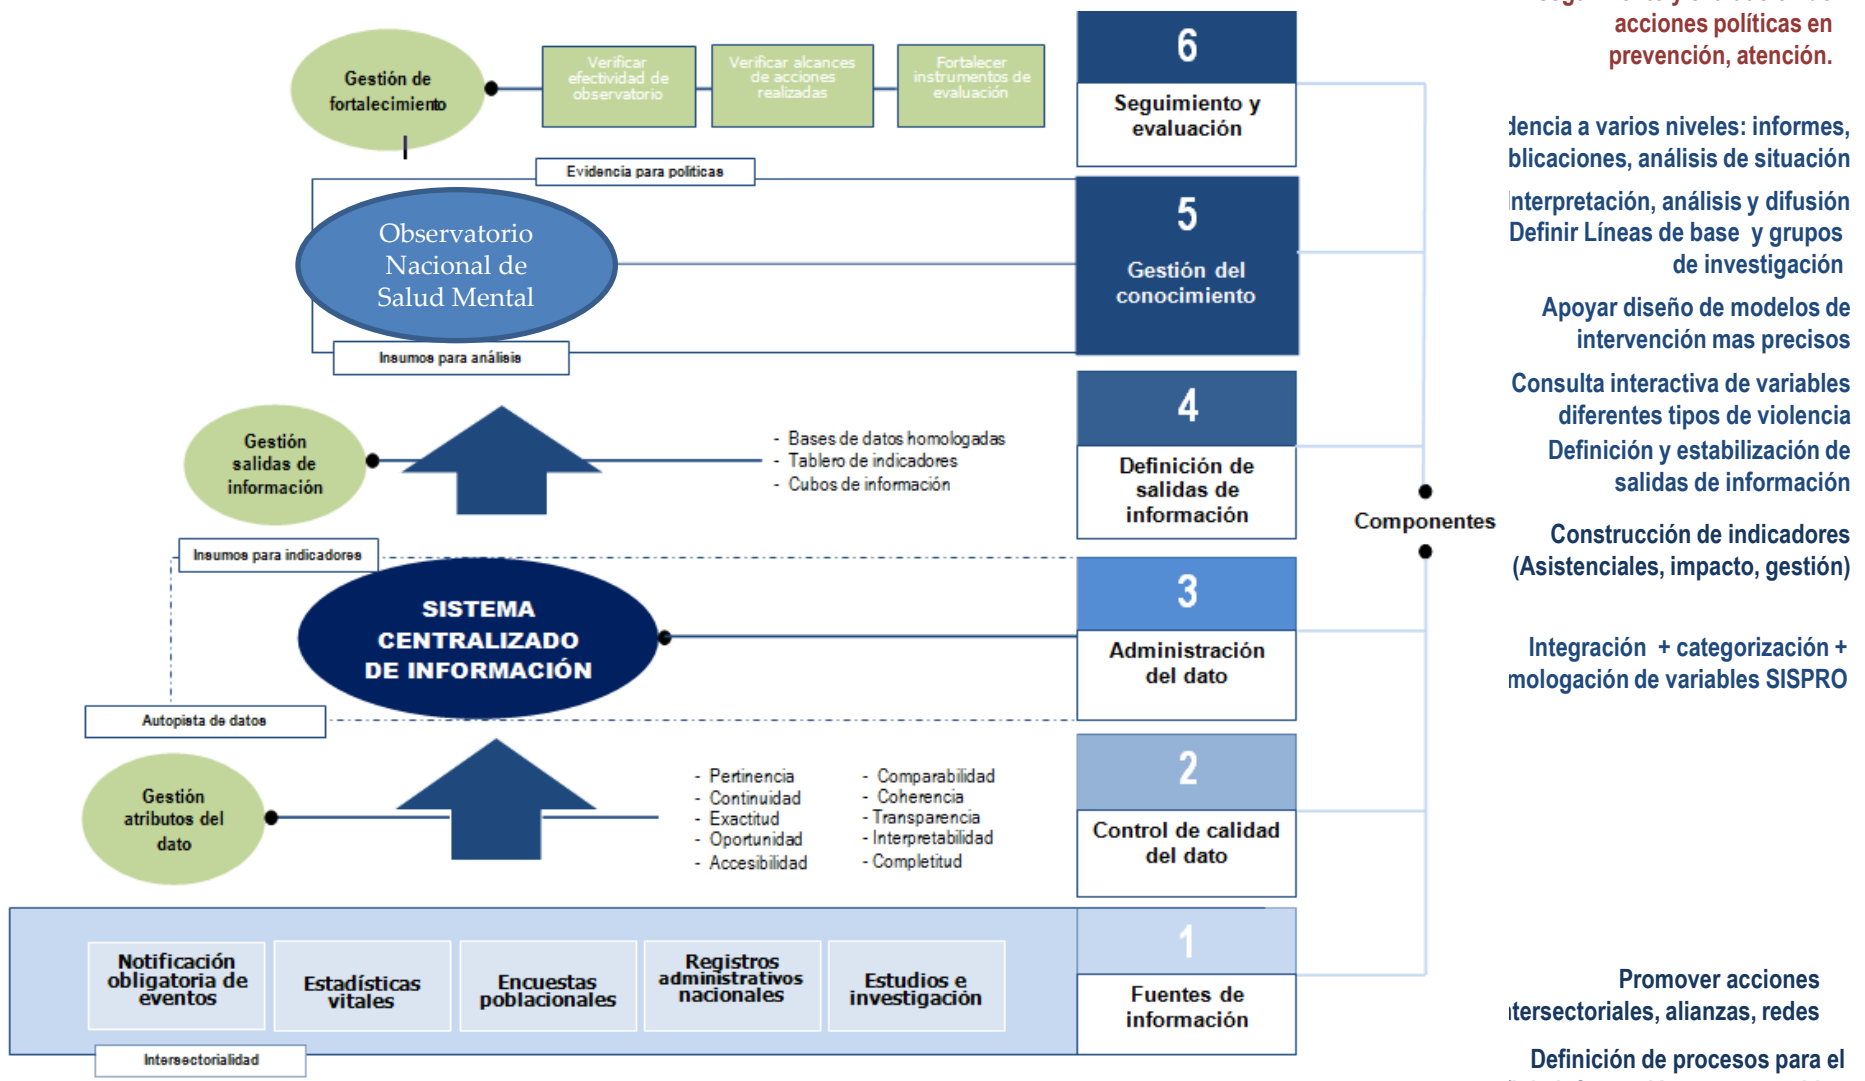 acciones políticas en
prevención, atención.
6
Seguimiento y
evaluación
Gestión de
fortalecimiento
Verificar
efectividad de
observatorio
Verificar alcances
de acciones
realizadas
Fortalecer
instrumentos de
evaluación
Evidencia para politicas
Observatorio
Nacional de
Salud Mental
Insumos para análisis
5
Gestión del
conocimiento
a varios niveles: informes,
análisis de situación
Interpretación, análisis y difusión
Definir Líneas de base y grupos
de investigación
Apoyar diseño de modelos de
intervención mas precisos
4
Definición de
salidas de
información
Gestión
salidas de
información
- Bases de datos homologadas
- Tablero de indicadores
- Cubos de información
Consulta interactiva de variables
diferentes tipos de violencia
Definición y estabilización de
salidas de información
Componentes
Construcción de indicadores
(Asistenciales, impacto, gestión)
Insumos para indicadores
SISTEMA
CENTRALIZADO
DE INFORMACIÓN
Autopista de datos
3
Administración
del dato
Integración + categorización +
de variables SISPRO
2
Control de calidad
del dato
Gestión
atributos del
dato
- Pertinencia
- Continuidad
- Exactitud
- Oportunidad
- Accesibilidad
- Comparabilidad
- Coherencia
- Transparencia
- Interpretabilidad
- Completitud
1
Fuentes de
información
Notificación
obligatoria de
eventos
Estadísticas
vitales
Encuestas
poblacionales
Registros
administrativos
nacionales
Estudios e
investigación
Intersectorialidad
Promover acciones
alianzas, redes
Definición de procesos para el